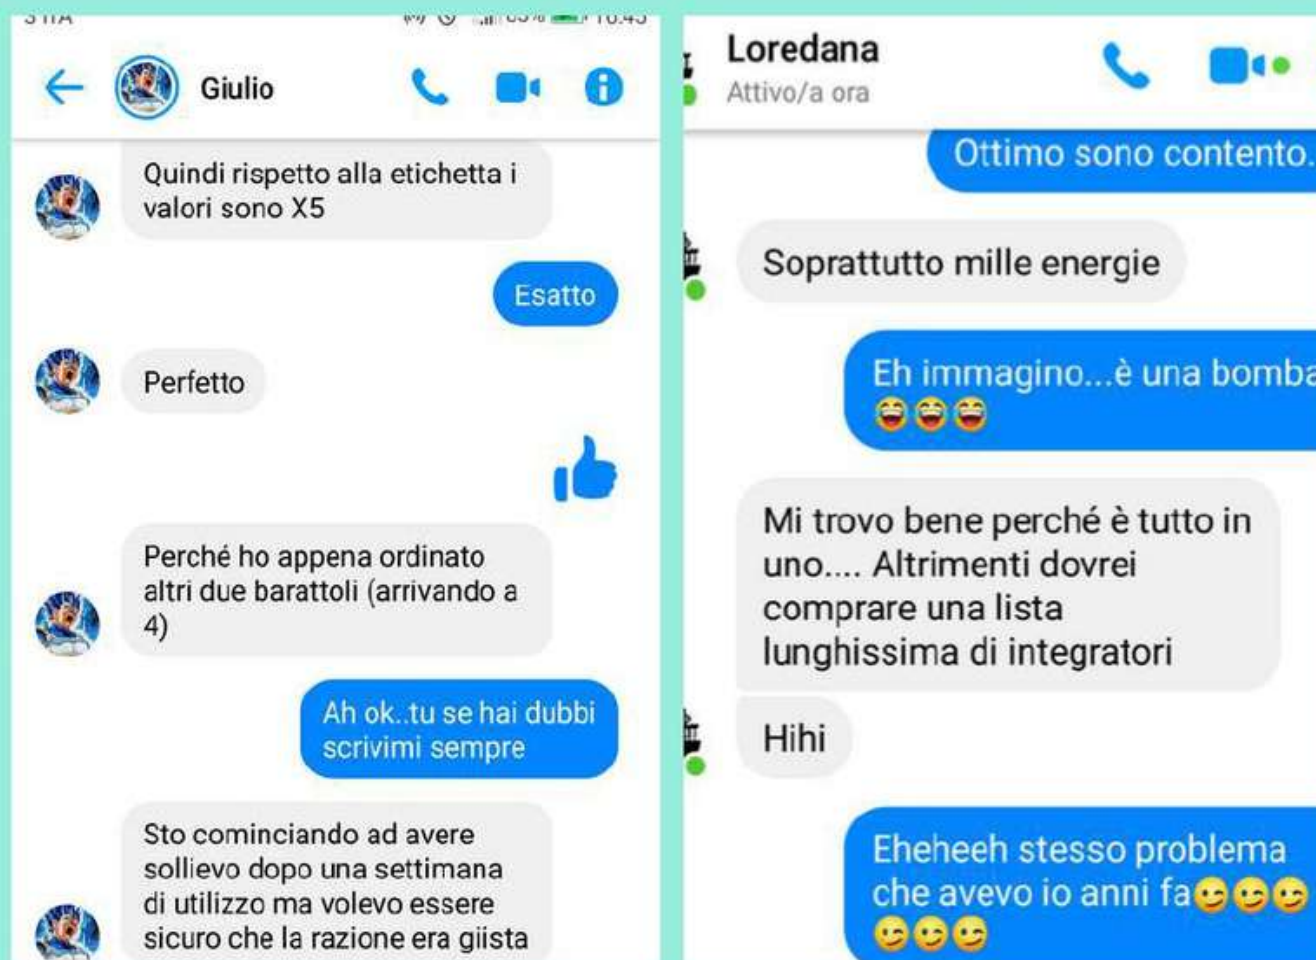 Giulio
Quindi rispetto alla etichetta i
valori sono X5
Esatto
Perfetto
Perché ho appena ordinato
altri due barattoli (arrivando a
4)
Ah ok..tu se hai dubbi
scrivimi sempre
Sto cominciando ad avere
sollievo dopo una settimana
di utilizzo ma volevo essere
sicuro che la razione era giista
Loredana
Attivo/a ora
Ottimo sono contento.
Soprattutto mille energie
Eh immagino...è una bomba
Mi trovo bene perché è tutto in
uno.... Altrimenti dovrei
comprare una lista
lunghissima di integratori
Hihi
Eheheeh stesso problema
che avevo io anni fa